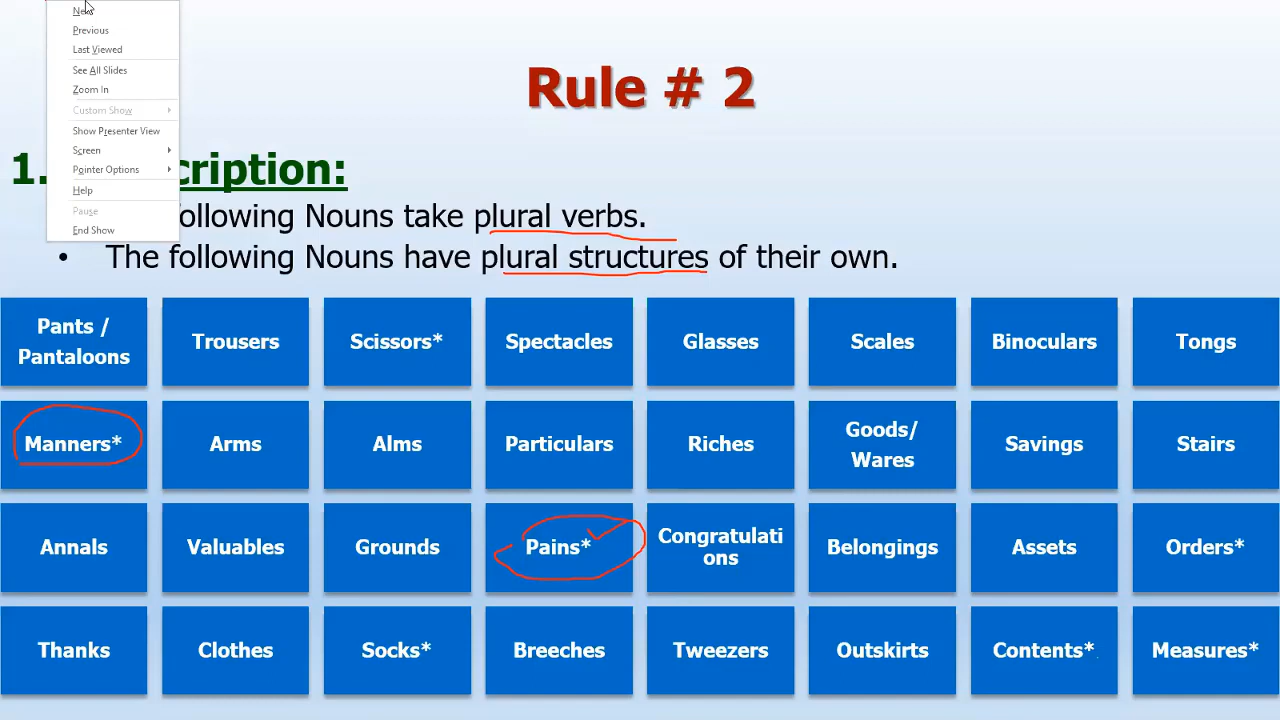 New
Previous
Last Viewed
See All Slides
Zoom In
Custom Show
Show Presenter View
Screen
Pointer Options
Help
Pause
End Show
Rule # 2
1. cription:
following Nouns take plural verbs.
• The following Nouns have plural structures of their own.
Pants /
Pantaloons
Trousers
Scissors*
Spectacles
Glasses
Scales
Binoculars
Tongs
Manners*
Arms
Alms
Particulars
Riches
Goods/
Wares
Savings
Stairs
Annals
Valuables
Grounds
Pains*
Congratulati
ons
Belongings
Assets
Orders*
Thanks
Clothes
Socks*
Breeches
Tweezers
Outskirts
Contents*
Measures*